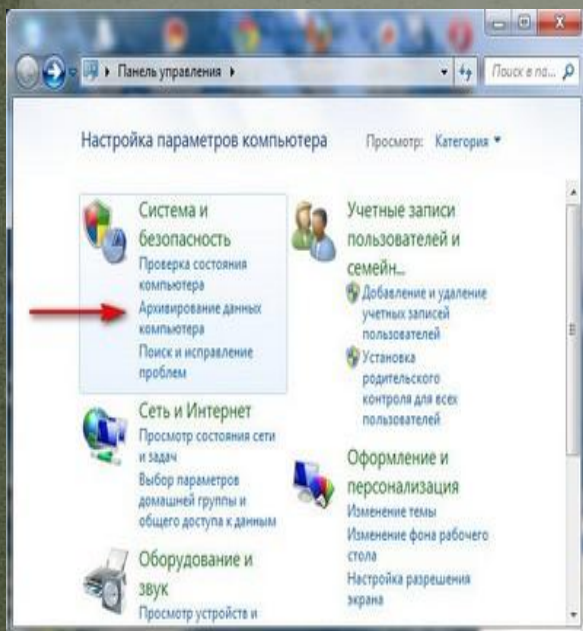 Панель управления
Поиск в па...
Настройка параметров компьютера
Просмотр: Категория
Система и
безопасность
Проверка состояния
компьютера
Архивирование данных
компьютера
Поиск и исправление
проблем
Сеть и Интернет
Просмотр состояния сети
и задач
Выбор параметров
домашней группы и
общего доступа к данным
Оборудование и
звук
Просмотр устройств и
Учетные записи
пользователей и
семейн...
Добавление и удаление
учетных записей
пользователей
Установка
родительского
контроля для всех
пользователей
Оформление и
персонализация
Изменение темы
Изменение фона рабочего
стола
Настройка разрешения
экрана